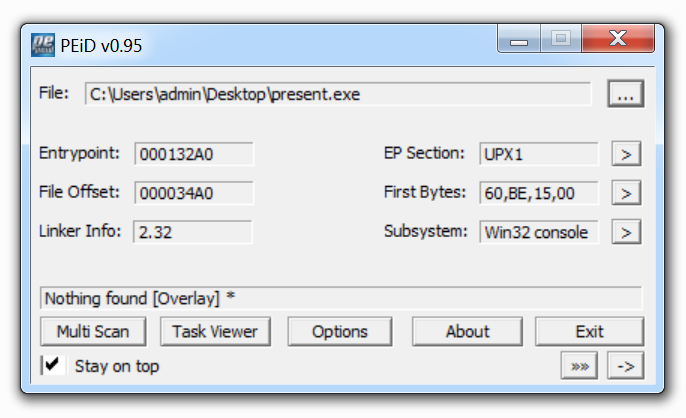 PEiD v0.95
File: C:\Users\admin\Desktop\present.exe ...
Entrypoint: 000132A0 EP Section: UPX1 >
File Offset: 000034A0 First Bytes: 60,BE,15,00 >
Linker Info: 2.32 Subsystem: Win32 console >
Nothing found [Overlay] *
Multi Scan Task Viewer Options About Exit
Stay on top »» ->